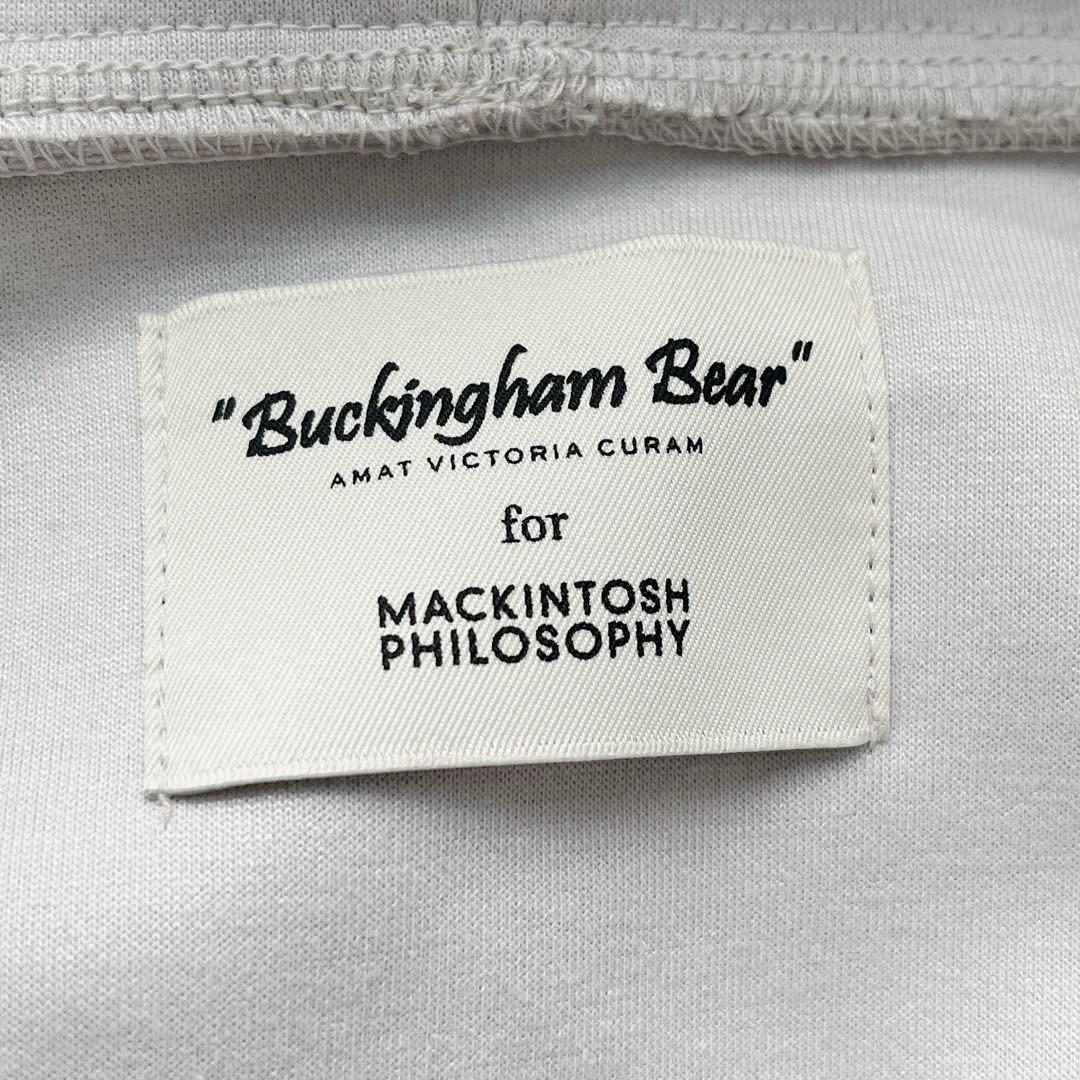 "Buckingham Bear"
AMAT VICTORIA CURAM
for
MACKINTOSH
PHILOSOPHY